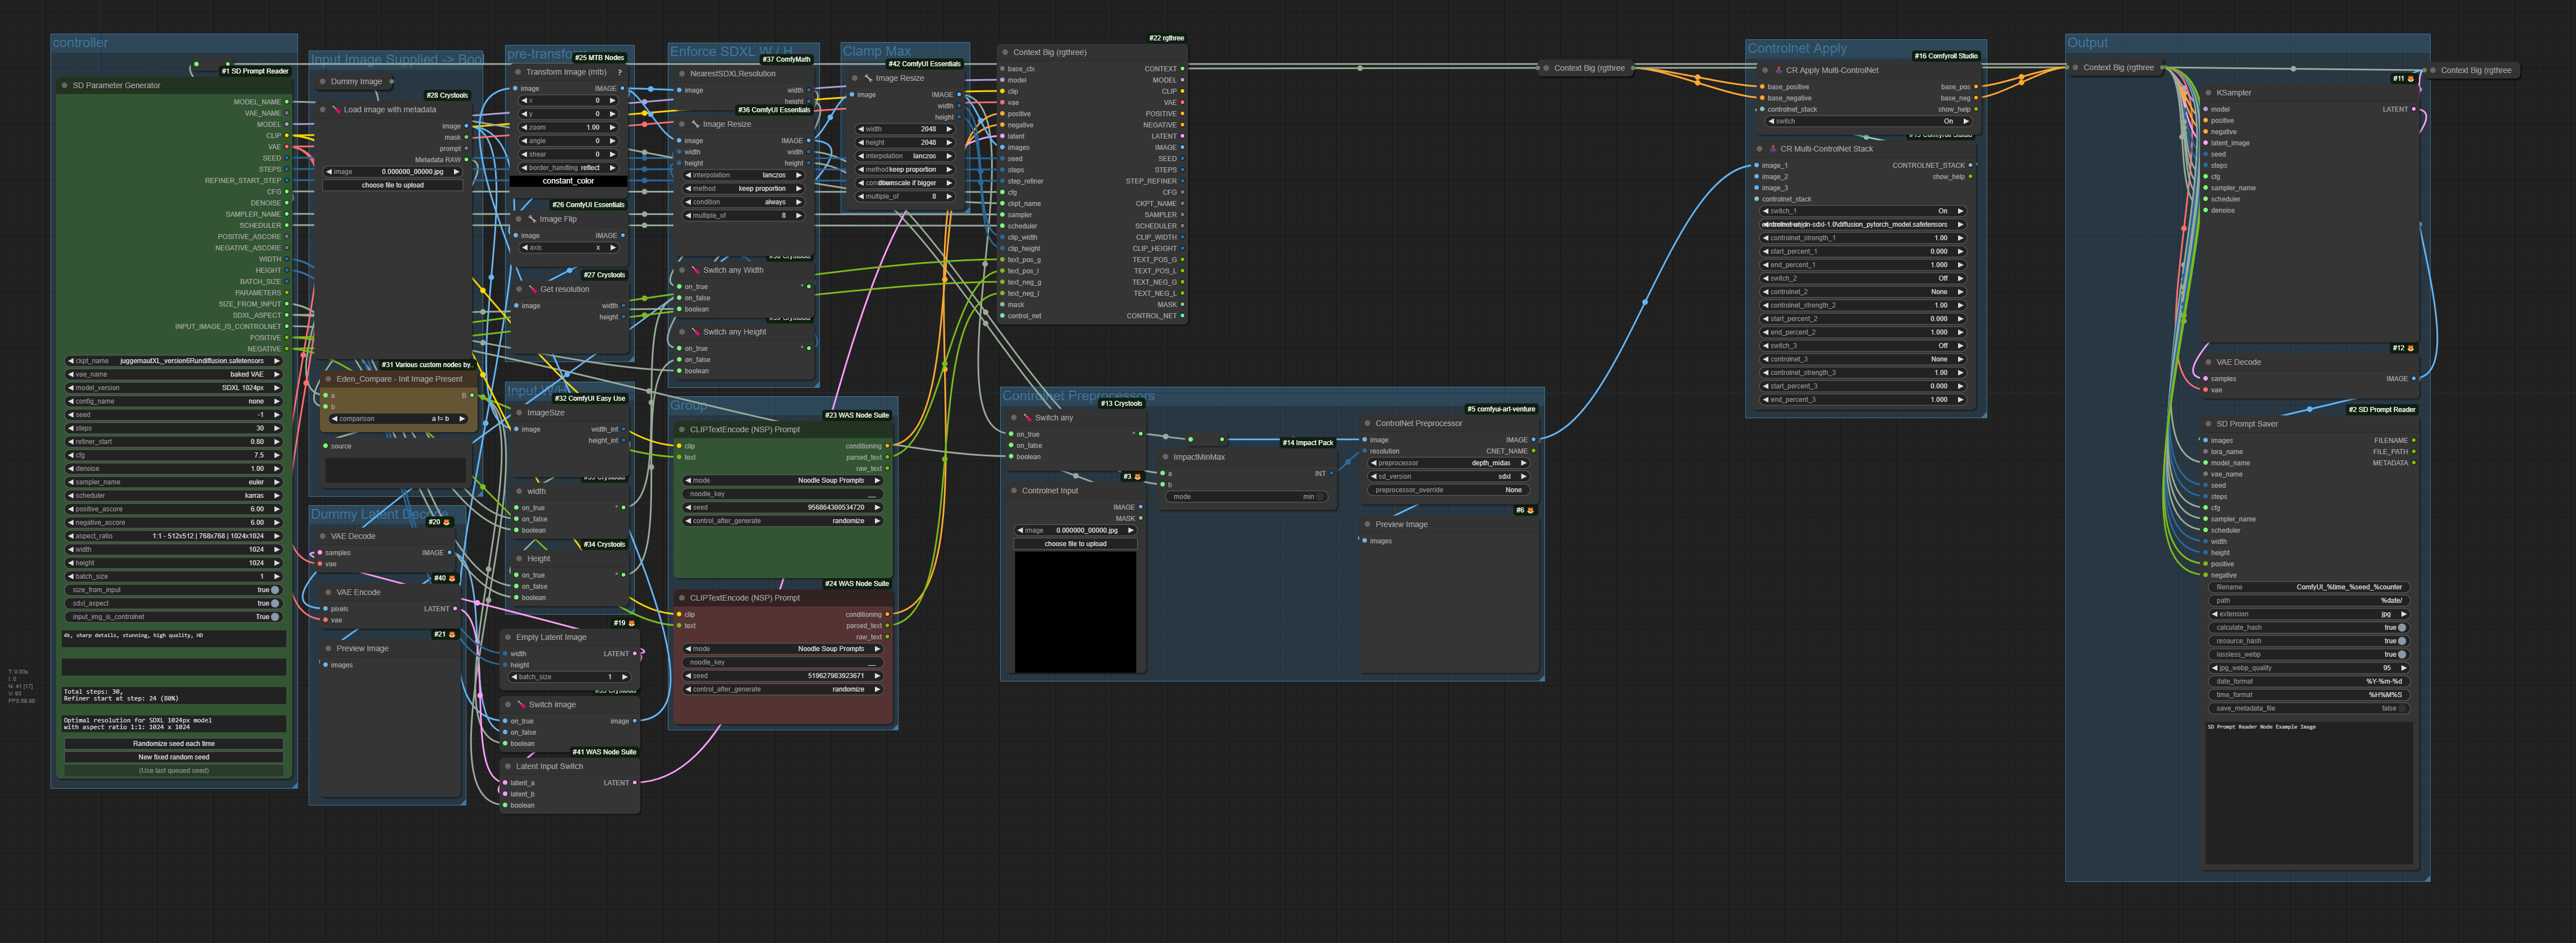 controller
#1 SD Prompt Reader
SD Parameter Generator
MODEL_NAME
VAE_NAME
MODEL
CLIP
VAE
SEED
STEPS
REFINER_START_STEP
CFG
DENOISE
SAMPLER_NAME
SCHEDULER
POSITIVE_ASCORE
NEGATIVE_ASCORE
WIDTH
HEIGHT
BATCH_SIZE
PARAMETERS
SIZE_FROM_INPUT
SDXL_ASPECT
INPUT_IMAGE_IS_CONTROLNET
POSITIVE
NEGATIVE
ckpt_name juggernautXL_version6Rundiffusion.safetensors
vae_name baked VAE
model_version SDXL 1024px
config_name none
seed -1
steps 30
refiner_start 0.80
cfg 7.5
denoise 1.00
sampler_name euler
scheduler karras
positive_ascore 6.00
negative_ascore 6.00
aspect_ratio 1:1 - 512x512 | 768x768 | 1024x1024
width 1024
height 1024
batch_size 1
size_from_input true
sdxl_aspect true
input_img_is_controlnet True
4k, sharp details, stunning, high quality, HD
Total steps: 30,
Refiner start at step: 24 (80%)
Optimal resolution for SDXL 1024px model
with aspect ratio 1:1: 1024 x 1024
Randomize seed each time
New fixed random seed
(Use last queued seed)
T: 0.00s
I: 0
N: 41 [17]
V: 93
Input Image Supplied -> Bool
Dummy Image
#28 Crystools
Load image with metadata
image
mask
prompt
Metadata RAW
image 0.000000_00000.jpg
choose file to upload
#31 Various custom nodes by..
Eden_Compare - Init Image Present
a B
b
comparison a != b
source
Dummy Latent Decode
#20
VAE Decode
samples IMAGE
vae
#40
VAE Encode
pixels LATENT
vae
#21
Preview Image
images
pre-transform
#25 MTB Nodes
Transform Image (mtb) ?
image IMAGE
x 0
y 0
zoom 1.00
angle 0
shear 0
border_handling reflect
constant_color
#26 ComfyUI Essentials
Image Flip
image IMAGE
axis x
#27 Crystools
Get resolution
image width
height
Input W/H
#32 ComfyUI Easy Use
ImageSize
image width_int
height_int
width
on_true *
on_false
boolean
#34 Crystools
Height
on_true *
on_false
boolean
#19
Empty Latent Image
width LATENT
height
batch_size 1
Switch image
on_true image
on_false
boolean
#41 WAS Node Suite
Latent Input Switch
latent_a LATENT
latent_b
boolean
Enforce SDXL W / H
#37 ComfyMath
NearestSDXLResolution
image width
height
#36 ComfyUI Essentials
Image Resize
image IMAGE
width width
height height
interpolation lanczos
method keep proportion
condition always
multiple_of 8
Switch any Width
on_true *
on_false
boolean
Switch any Height
on_true *
on_false
boolean
Group
#23 WAS Node Suite
CLIPTextEncode (NSP) Prompt
clip conditioning
text parsed_text
raw_text
mode Noodle Soup Prompts
noodle_key __
seed 956864300534720
control_after_generate randomize
#24 WAS Node Suite
CLIPTextEncode (NSP) Prompt
clip conditioning
text parsed_text
raw_text
mode Noodle Soup Prompts
noodle_key __
seed 519627983923671
control_after_generate randomize
Clamp Max
#42 ComfyUI Essentials
Image Resize
image IMAGE
width
height
width 2048
height 2048
interpolation lanczos
method keep proportion
downscale if bigger
multiple_of 8
#22 rgthree
Context Big (rgthree)
base_ctx CONTEXT
model MODEL
clip CLIP
vae VAE
positive POSITIVE
negative NEGATIVE
latent LATENT
images IMAGE
seed SEED
steps STEPS
step_refiner STEP_REFINER
cfg CFG
ckpt_name CKPT_NAME
sampler SAMPLER
scheduler SCHEDULER
clip_width CLIP_WIDTH
clip_height CLIP_HEIGHT
text_pos_g TEXT_POS_G
text_pos_l TEXT_POS_L
text_neg_g TEXT_NEG_G
text_neg_l TEXT_NEG_L
mask MASK
control_net CONTROL_NET
Controlnet Preprocessors
#13 Crystools
Switch any
on_true *
on_false
boolean
#3
Controlnet Input
IMAGE
MASK
image 0.000000_00000.jpg
choose file to upload
#14 Impact Pack
ImpactMinMax
a INT
b
mode min
#5 comfyui-art-venture
ControlNet Preprocessor
image IMAGE
resolution CNET_NAME
preprocessor depth_midas
sd_version sdxl
preprocessor_override None
#6
Preview Image
images
Context Big (rgthree
Controlnet Apply
#16 Comfyroll Studio
CR Apply Multi-ControlNet
base_positive base_pos
base_negative base_neg
controlnet_stack show_help
switch On
CR Multi-ControlNet Stack
image_1 CONTROLNET_STACK
image_2 show_help
image_3
controlnet_stack
switch_1 On
controlnet_strength_1 1.00
start_percent_1 0.000
end_percent_1 1.000
switch_2 Off
controlnet_2 None
controlnet_strength_2 1.00
start_percent_2 0.000
end_percent_2 1.000
switch_3 Off
controlnet_3 None
controlnet_strength_3 1.00
start_percent_3 0.000
end_percent_3 1.000
Output
Context Big (rgthree
Context Big (rgthree
#11
KSampler
model LATENT
positive
negative
latent_image
seed
steps
cfg
sampler_name
scheduler
denoise
#12
VAE Decode
samples IMAGE
vae
#2 SD Prompt Reader
SD Prompt Saver
images FILENAME
lora_name FILE_PATH
model_name METADATA
vae_name
seed
steps
cfg
sampler_name
scheduler
width
height
positive
negative
filename ComfyUI_%time_%seed_%counter
path %date/
extension jpg
calculate_hash true
resource_hash true
lossless_webp true
jpg_webp_quality 95
date_format %Y-%m-%d
time_format %H%M%S
save_metadata_file false
SD Prompt Reader Node Example Image